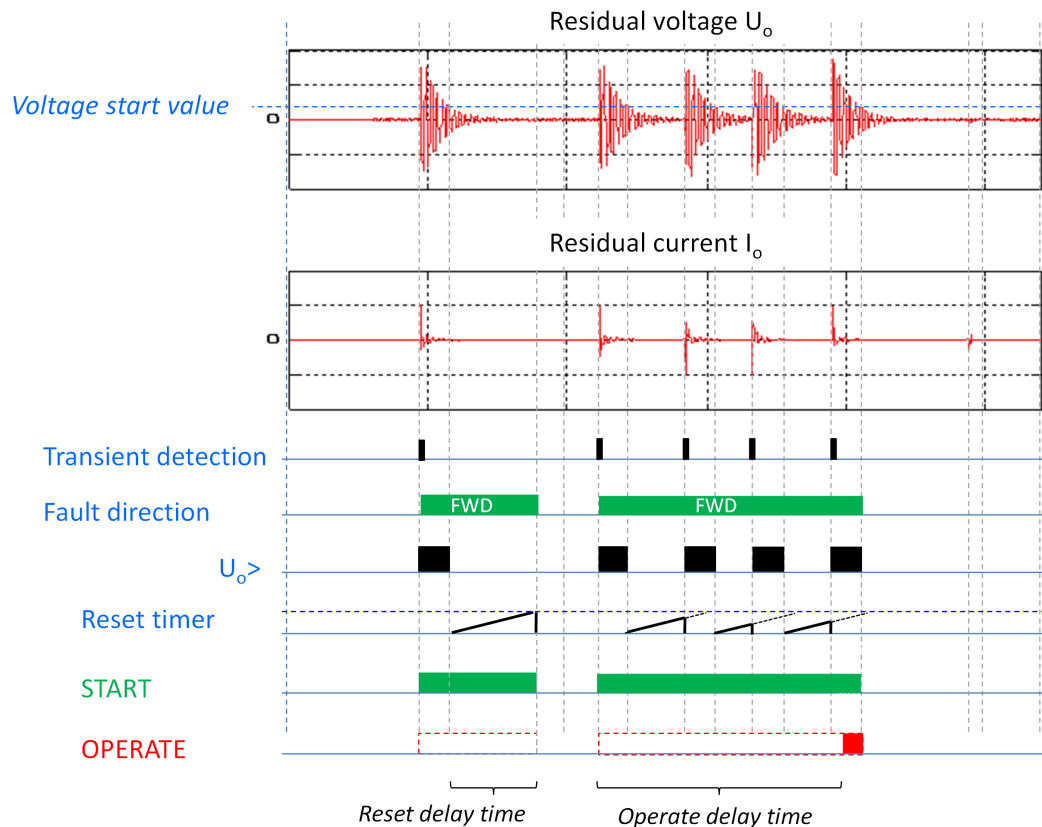 Residual voltage Uₒ
Voltage start value
0
Residual current Iₒ
0
Transient detection
Fault direction
FWD
FWD
Uₒ>
Reset timer
START
OPERATE
Reset delay time
Operate delay time